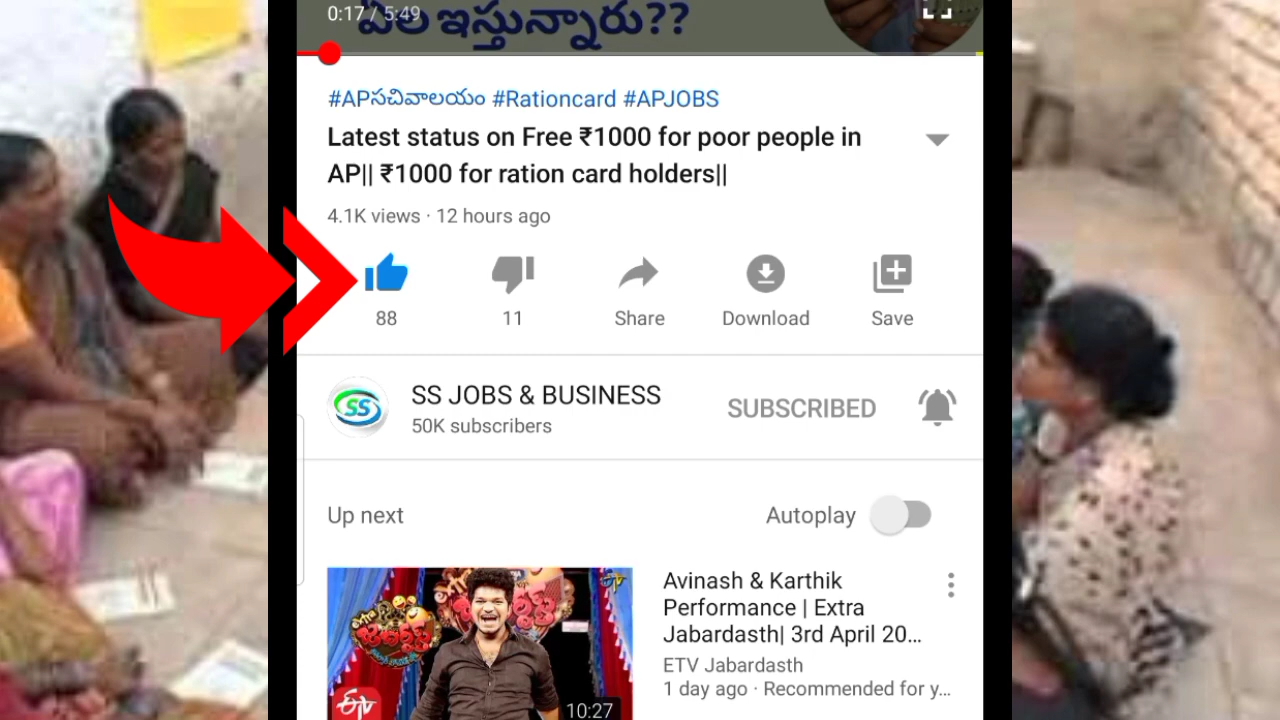 0:17 / 5:49
ఏలా ఇస్తున్నారు??
#APసచివాలయం #Rationcard #APJOBS
Latest status on Free ₹1000 for poor people in
AP|| ₹1000 for ration card holders||
4.1K views · 12 hours ago
88
11
Share
Download
Save
SS
SS JOBS & BUSINESS
50K subscribers
SUBSCRIBED
Up next
Autoplay
Avinash & Karthik
Performance | Extra
Jabardasth| 3rd April 20...
ETV Jabardasth
1 day ago · Recommended for y...
10:27